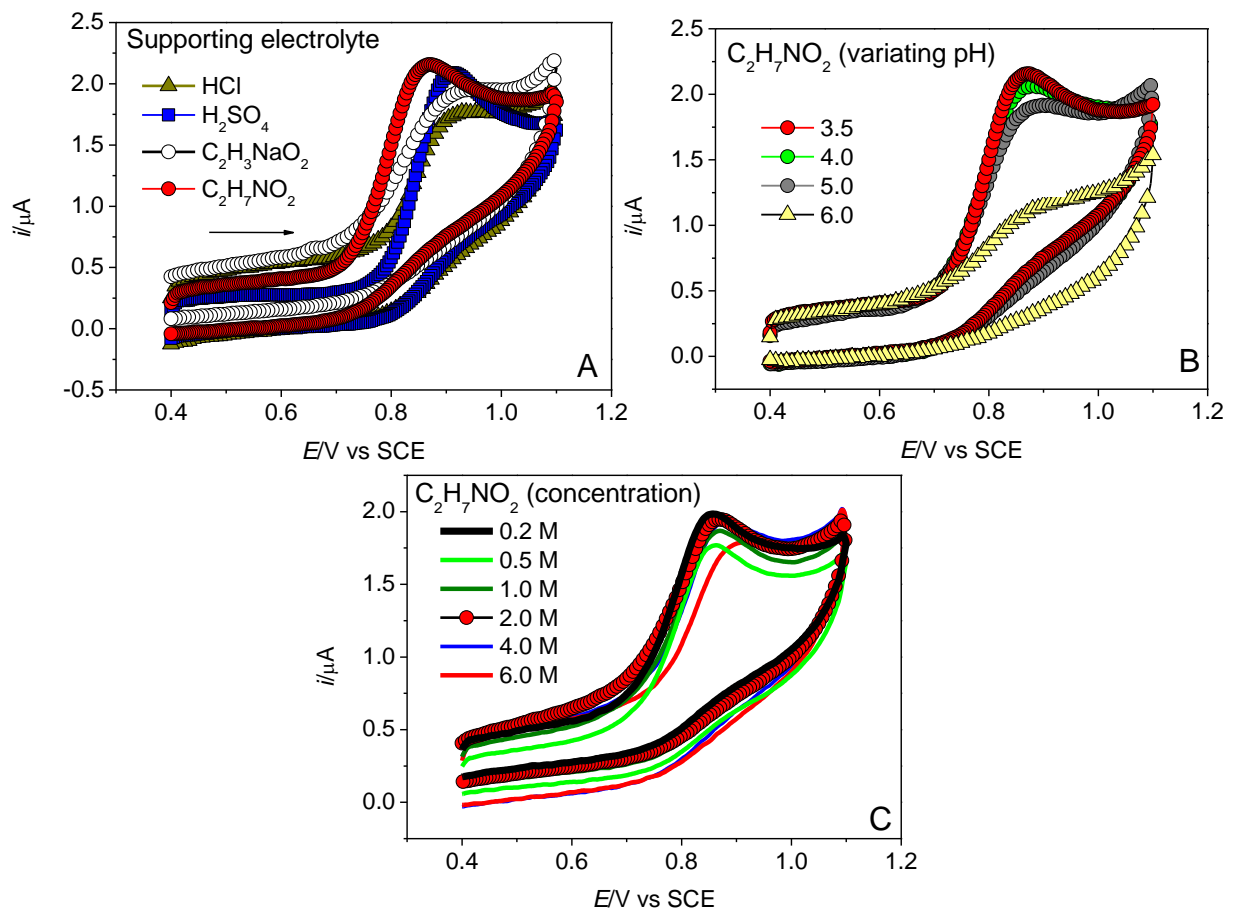 Supporting electrolyte
HCl
H₂SO₄
C₂H₃NaO₂
C₂H₇NO₂
2.5
2.0
1.5
1.0
0.5
0.0
-0.5
0.4
0.6
0.8
1.0
1.2
i/μA
E/V vs SCE
A
C₂H₇NO₂ (variating pH)
3.5
4.0
5.0
6.0
2.5
2.0
1.5
1.0
0.5
0.0
0.4
0.6
0.8
1.0
1.2
i/μA
E/V vs SCE
B
C₂H₇NO₂ (concentration)
0.2 M
0.5 M
1.0 M
2.0 M
4.0 M
6.0 M
2.0
1.5
1.0
0.5
0.0
0.4
0.6
0.8
1.0
1.2
i/μA
E/V vs SCE
C